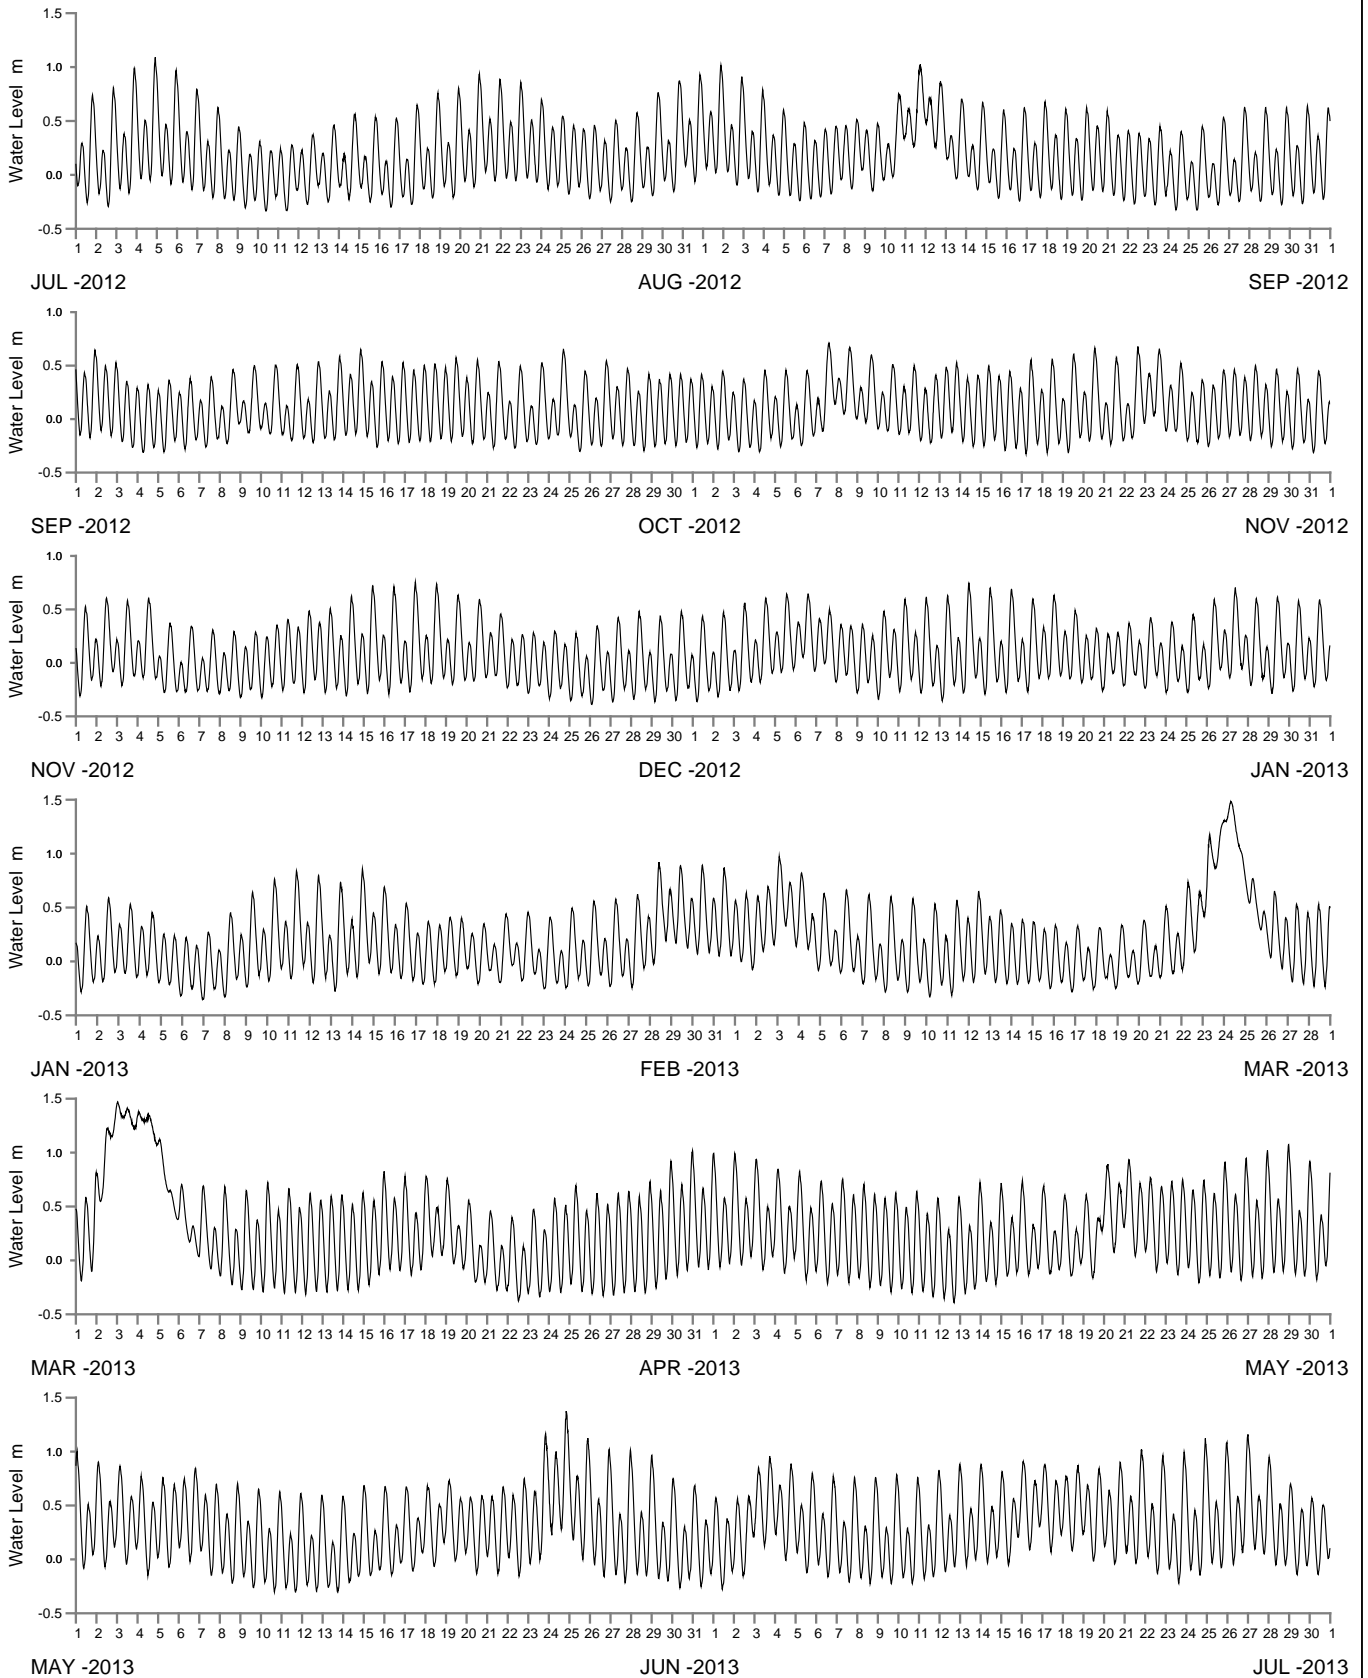 1.5
1.0
0.5
0.0
-0.5
Water Level m
1 2 3 4 5 6 7 8 9 10 11 12 13 14 15 16 17 18 19 20 21 22 23 24 25 26 27 28 29 30 31 1 2 3 4 5 6 7 8 9 10 11 12 13 14 15 16 17 18 19 20 21 22 23 24 25 26 27 28 29 30 31 1
JUL -2012 AUG -2012 SEP -2012
1.0
0.5
0.0
-0.5
Water Level m
1 2 3 4 5 6 7 8 9 10 11 12 13 14 15 16 17 18 19 20 21 22 23 24 25 26 27 28 29 30 1 2 3 4 5 6 7 8 9 10 11 12 13 14 15 16 17 18 19 20 21 22 23 24 25 26 27 28 29 30 31 1
SEP -2012 OCT -2012 NOV -2012
1.0
0.5
0.0
-0.5
Water Level m
1 2 3 4 5 6 7 8 9 10 11 12 13 14 15 16 17 18 19 20 21 22 23 24 25 26 27 28 29 30 1 2 3 4 5 6 7 8 9 10 11 12 13 14 15 16 17 18 19 20 21 22 23 24 25 26 27 28 29 30 31 1
NOV -2012 DEC -2012 JAN -2013
1.5
1.0
0.5
0.0
-0.5
Water Level m
1 2 3 4 5 6 7 8 9 10 11 12 13 14 15 16 17 18 19 20 21 22 23 24 25 26 27 28 29 30 31 1 2 3 4 5 6 7 8 9 10 11 12 13 14 15 16 17 18 19 20 21 22 23 24 25 26 27 28 1
JAN -2013 FEB -2013 MAR -2013
1.5
1.0
0.5
0.0
-0.5
Water Level m
1 2 3 4 5 6 7 8 9 10 11 12 13 14 15 16 17 18 19 20 21 22 23 24 25 26 27 28 29 30 31 1 2 3 4 5 6 7 8 9 10 11 12 13 14 15 16 17 18 19 20 21 22 23 24 25 26 27 28 29 30 1
MAR -2013 APR -2013 MAY -2013
1.5
1.0
0.5
0.0
-0.5
Water Level m
1 2 3 4 5 6 7 8 9 10 11 12 13 14 15 16 17 18 19 20 21 22 23 24 25 26 27 28 29 30 31 1 2 3 4 5 6 7 8 9 10 11 12 13 14 15 16 17 18 19 20 21 22 23 24 25 26 27 28 29 30 1
MAY -2013 JUN -2013 JUL -2013